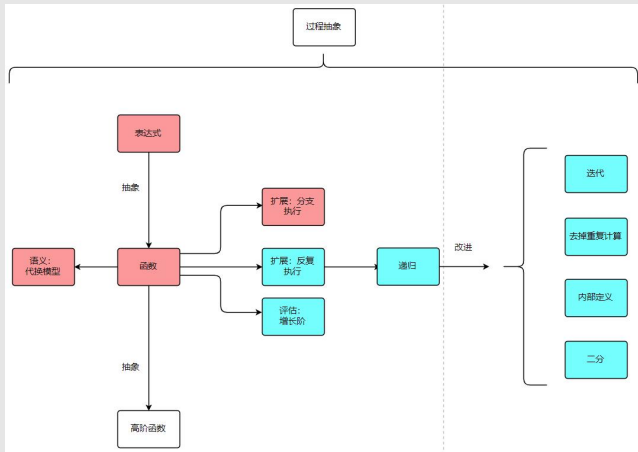 过程抽象
表达式
抽象
扩展：分支
执行
迭代
去掉重复计算
语义：
代换模型
函数
扩展：反复
执行
递归
改进
内部定义
评估：
增长阶
二分
抽象
高阶函数